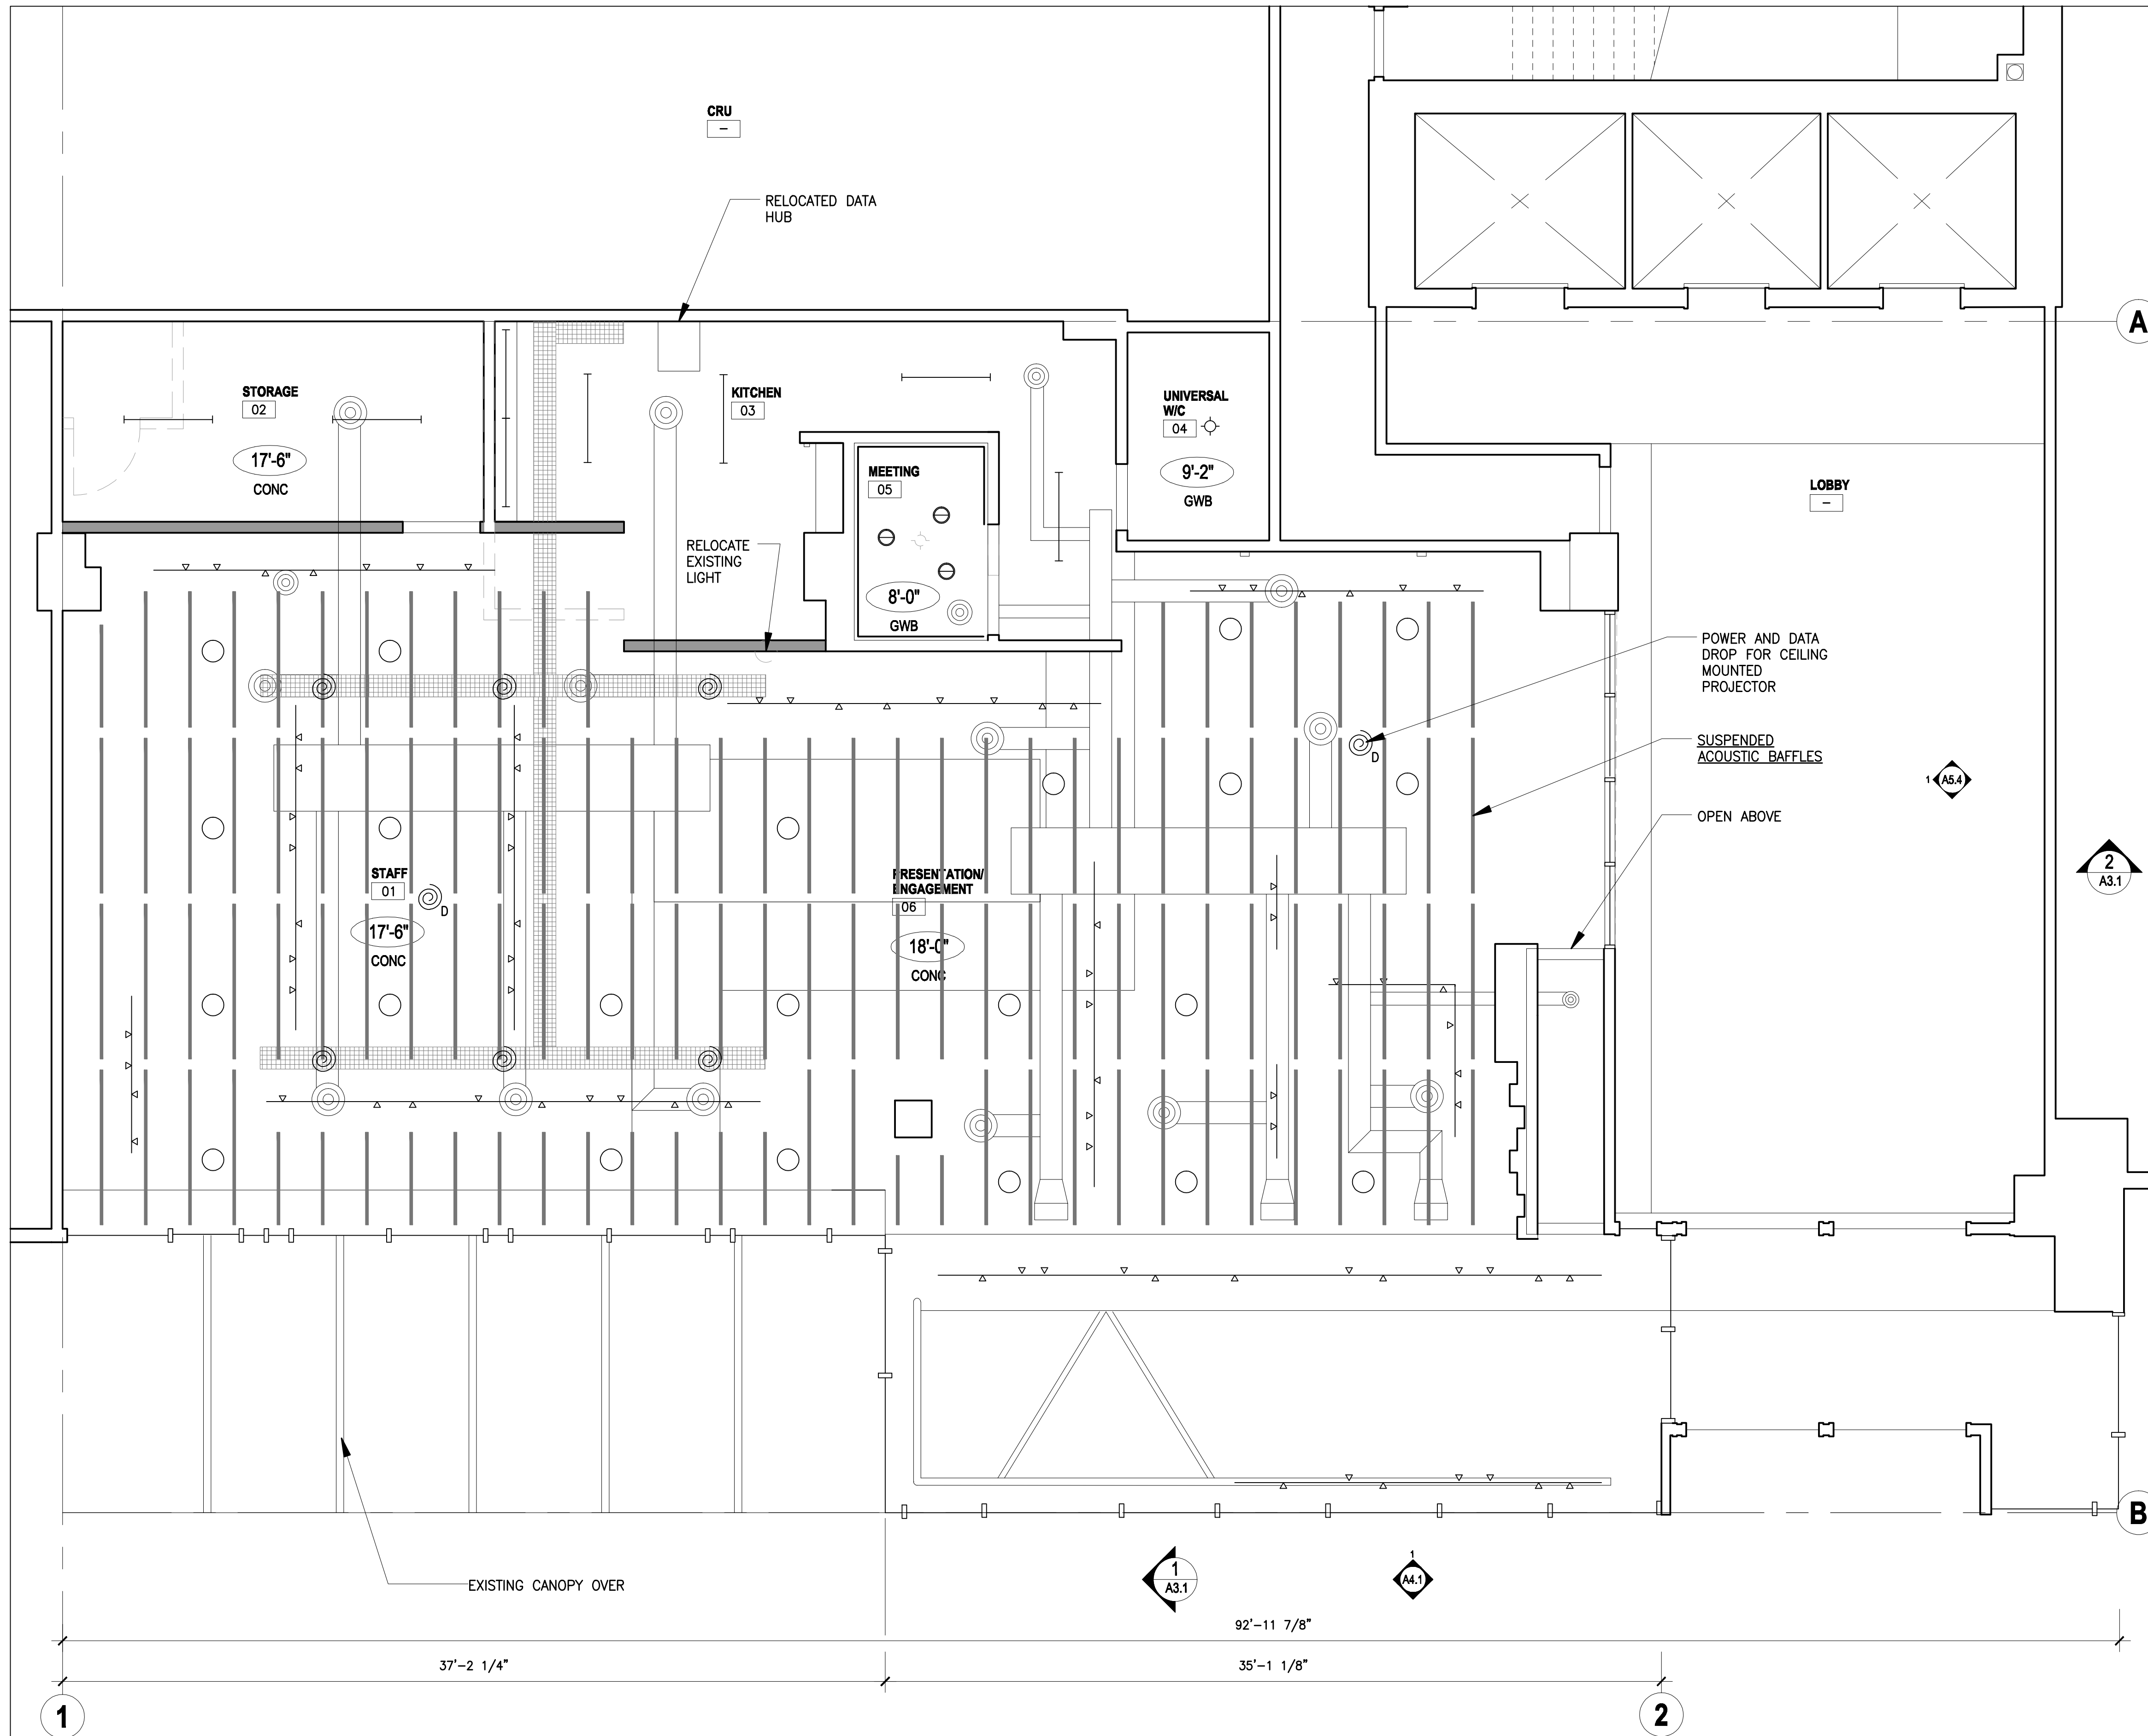 CRU
–
RELOCATED DATA
HUB
A
STORAGE
02
17'-6"
CONC
KITCHEN
03
UNIVERSAL
W/C
04
9'-2"
GWB
MEETING
05
8'-0"
GWB
LOBBY
–
RELOCATE
EXISTING
LIGHT
POWER AND DATA
DROP FOR CEILING
MOUNTED
PROJECTOR
D
SUSPENDED
ACOUSTIC BAFFLES
1
A5.4
OPEN ABOVE
2
A3.1
STAFF
01
D
17'-6"
CONC
PRESENTATION/
ENGAGEMENT
06
18'-0"
CONC
B
EXISTING CANOPY OVER
1
A3.1
1
A4.1
92'-11 7/8"
37'-2 1/4"
35'-1 1/8"
1
2